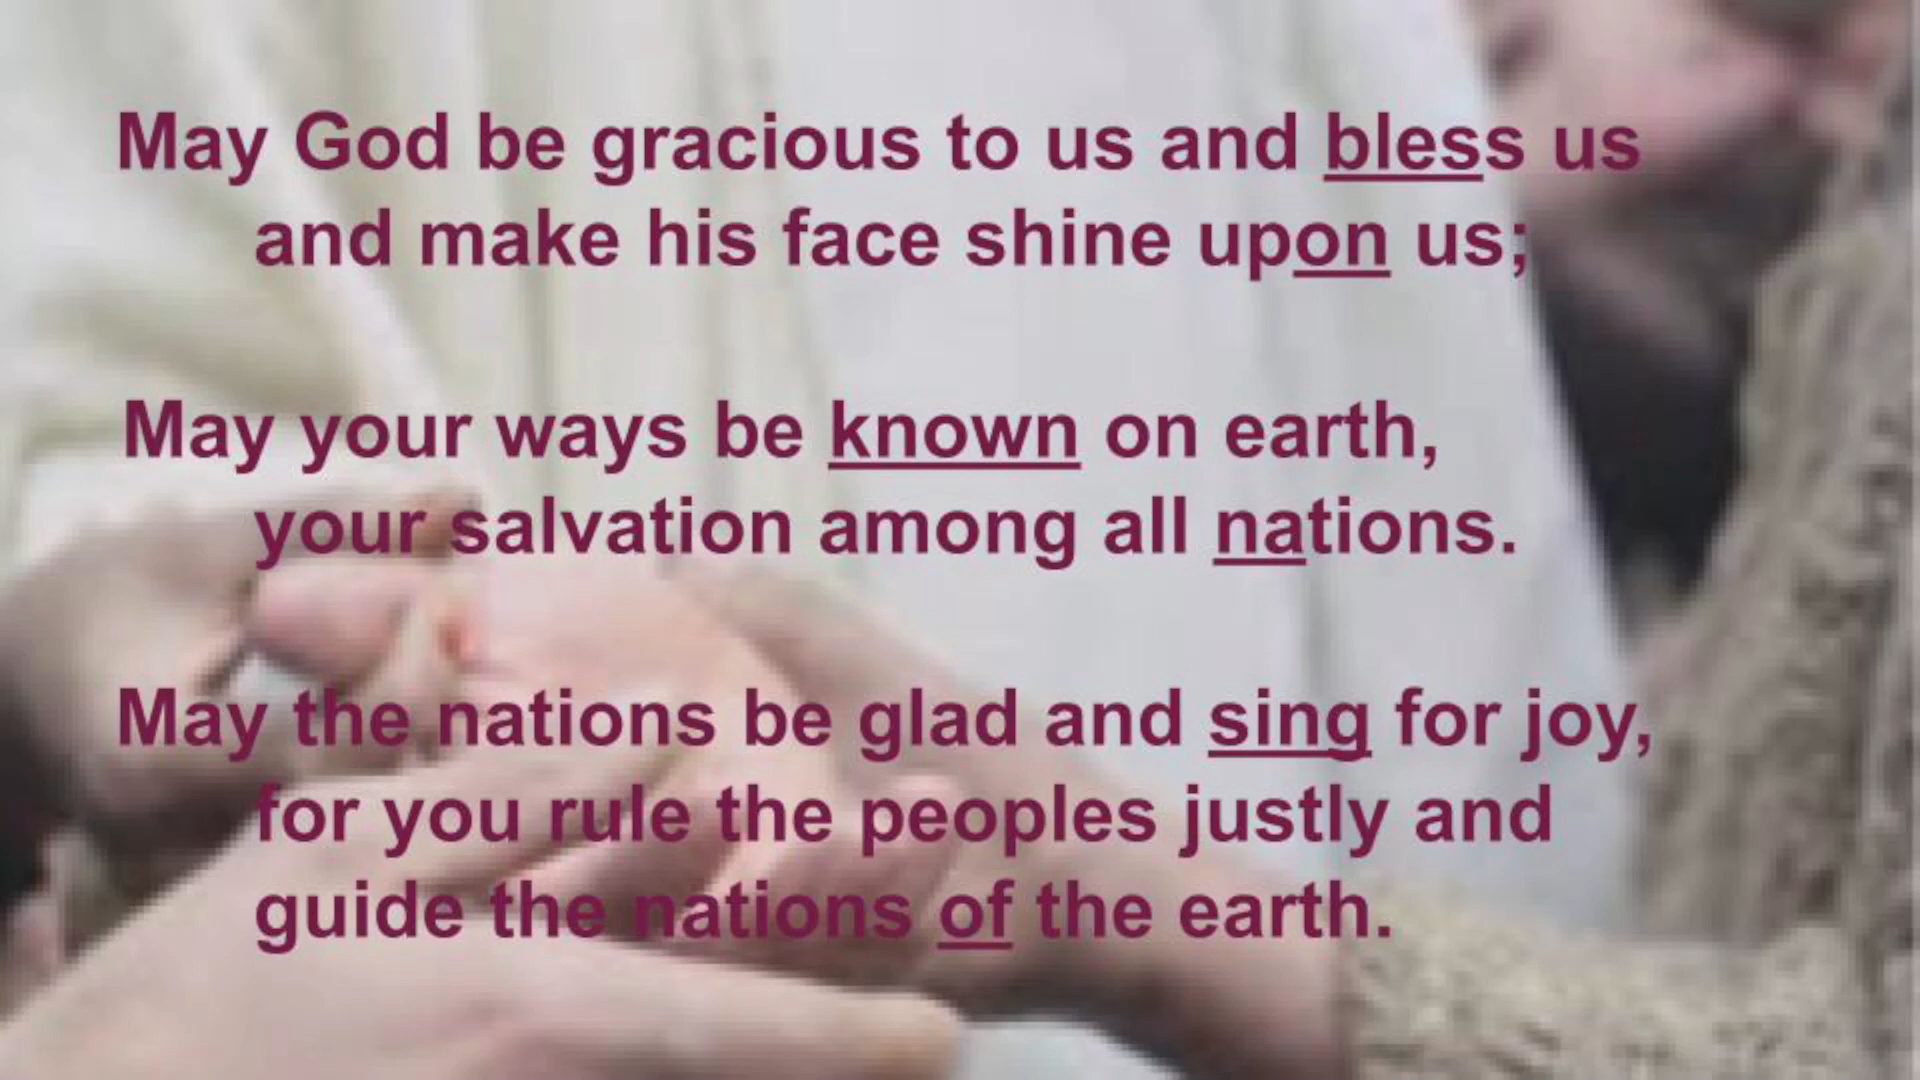 May God be gracious to us and bless us
and make his face shine upon us;
May your ways be known on earth,
your salvation among all nations.
May the nations be glad and sing for joy,
for you rule the peoples justly and
guide the nations of the earth.